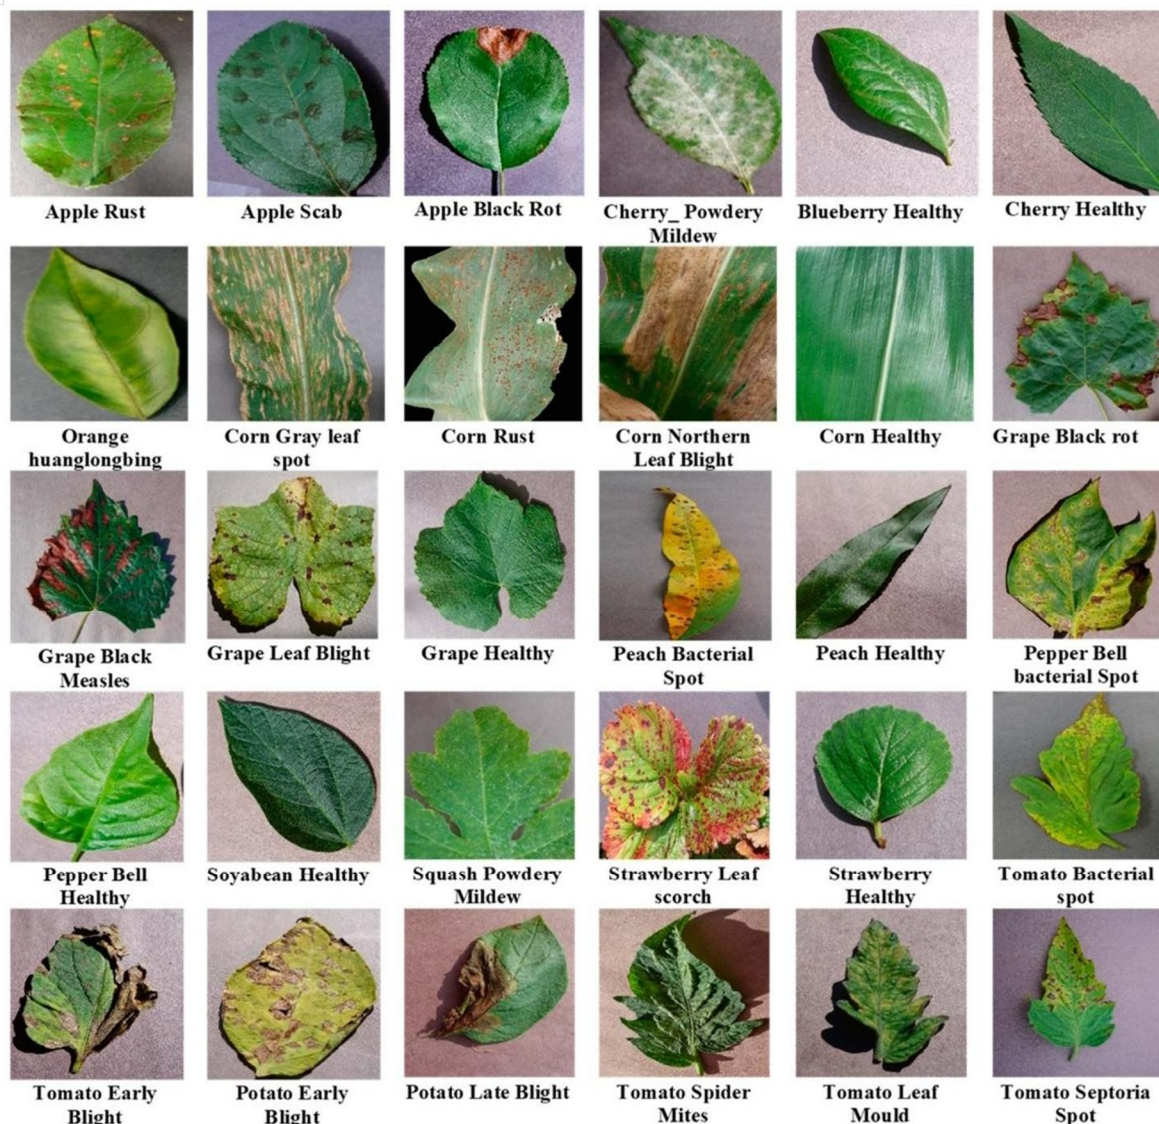 Apple Rust
Apple Scab
Apple Black Rot
Cherry_ Powdery
Mildew
Blueberry Healthy
Cherry Healthy
Orange
huanglongbing
Corn Gray leaf
spot
Corn Rust
Corn Northern
Leaf Blight
Corn Healthy
Grape Black rot
Grape Black
Measles
Grape Leaf Blight
Grape Healthy
Peach Bacterial
Spot
Peach Healthy
Pepper Bell
bacterial Spot
Pepper Bell
Healthy
Soyabean Healthy
Squash Powdery
Mildew
Strawberry Leaf
scorch
Strawberry
Healthy
Tomato Bacterial
spot
Tomato Early
Blight
Potato Early
Blight
Potato Late Blight
Tomato Spider
Mites
Tomato Leaf
Mould
Tomato Septoria
Spot